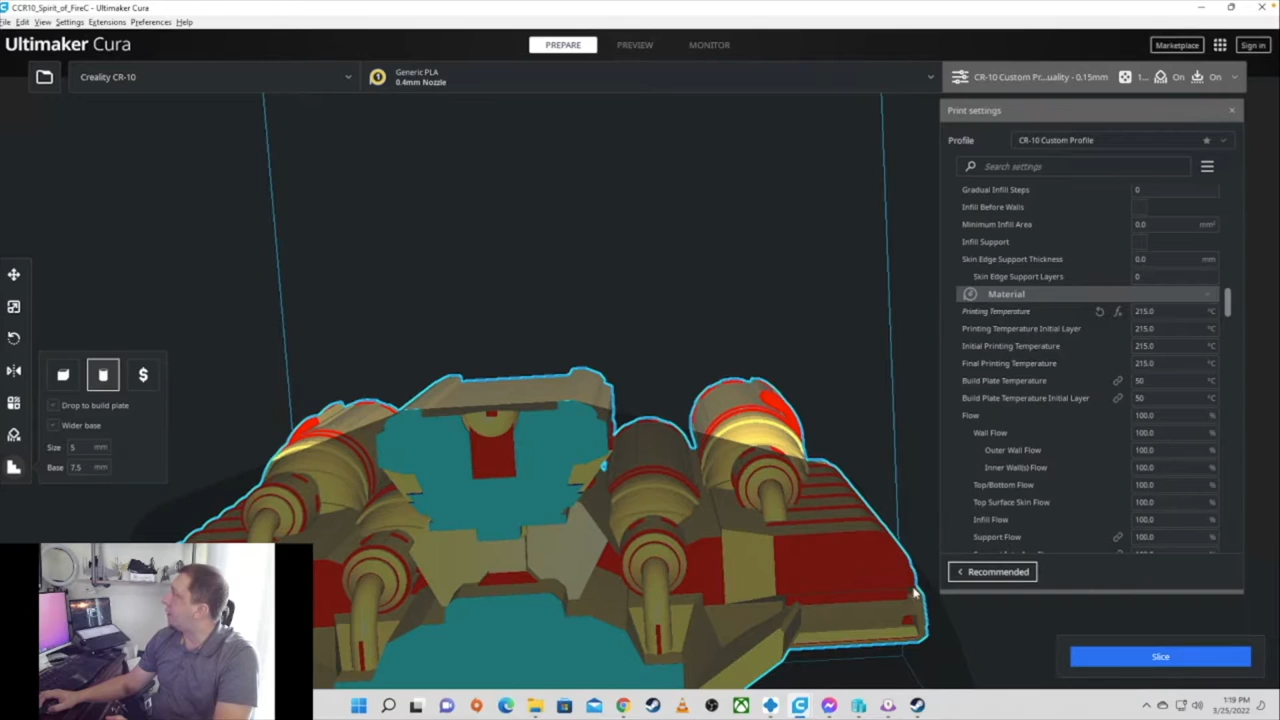 CCR10_Spirit_of_FireC - Ultimaker Cura
File Edit View Settings Extensions Preferences Help
Ultimaker Cura
PREPARE
PREVIEW
MONITOR
Marketplace
Sign in
Creality CR-10
Generic PLA
0.4mm Nozzle
CR-10 Custom Pr...uality - 0.15mm
1...
On
On
Print settings
Profile
CR-10 Custom Profile
Search settings
Gradual Infill Steps 0
Infill Before Walls
Minimum Infill Area 0.0 mm²
Infill Support
Skin Edge Support Thickness 0.0 mm
Skin Edge Support Layers 0
Material
Printing Temperature 215.0 °C
Printing Temperature Initial Layer 215.0 °C
Initial Printing Temperature 215.0 °C
Final Printing Temperature 215.0 °C
Build Plate Temperature 50 °C
Build Plate Temperature Initial Layer 50 °C
Flow 100.0 %
Wall Flow 100.0 %
Outer Wall Flow 100.0 %
Inner Wall(s) Flow 100.0 %
Top/Bottom Flow 100.0 %
Top Surface Skin Flow 100.0 %
Infill Flow 100.0 %
Support Flow 100.0 %
Recommended
Drop to build plate
Wider base
Size 5 mm
Base 7.5 mm
Slice
1:19 PM
3/25/2022